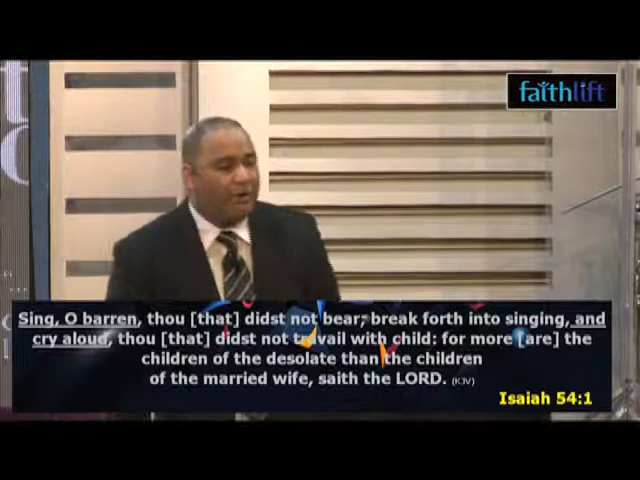 faithlift
Sing, O barren, thou [that] didst not bear; break forth into singing, and
cry aloud, thou [that] didst not travail with child: for more [are] the
children of the desolate than the children
of the married wife, saith the LORD. (KJV)
Isaiah 54:1